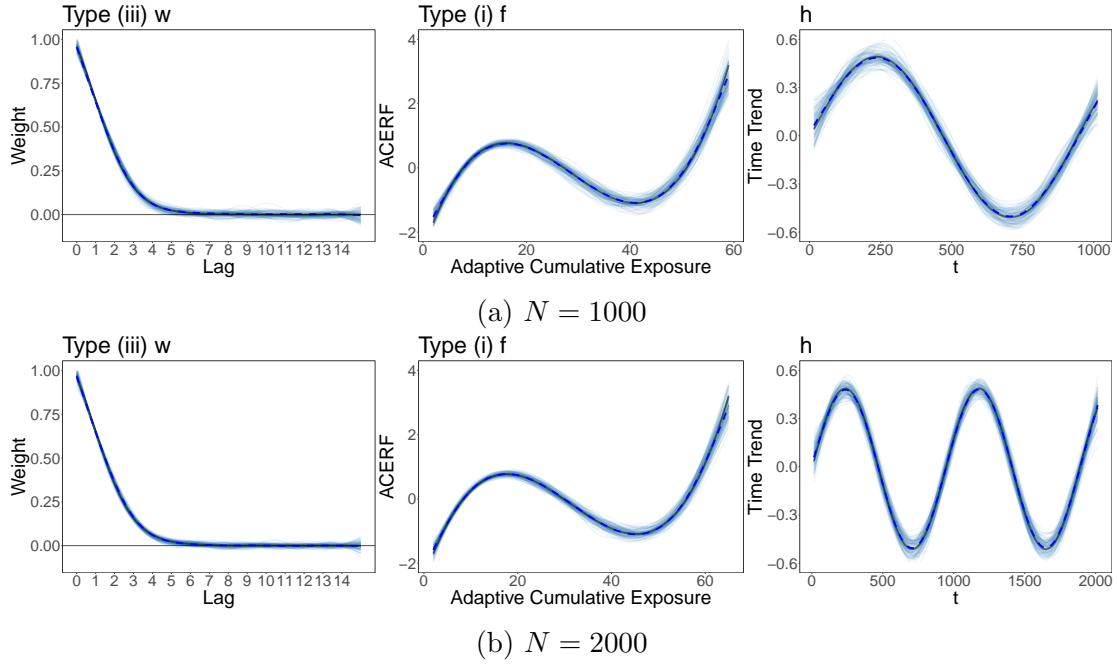 Type (iii) w
Type (i) f
h
1.00
0.75
0.50
0.25
0.00
Weight
0 1 2 3 4 5 6 7 8 9 10 11 12 13 14
Lag
4
2
0
−2
ACERF
0 20 40 60
Adaptive Cumulative Exposure
0.6
0.3
0.0
−0.3
−0.6
Time Trend
0 250 500 750 1000
t
(a) N = 1000
Type (iii) w
Type (i) f
h
1.00
0.75
0.50
0.25
0.00
Weight
0 1 2 3 4 5 6 7 8 9 10 11 12 13 14
Lag
4
2
0
−2
ACERF
0 20 40 60
Adaptive Cumulative Exposure
0.6
0.3
0.0
−0.3
−0.6
Time Trend
0 500 1000 1500 2000
t
(b) N = 2000